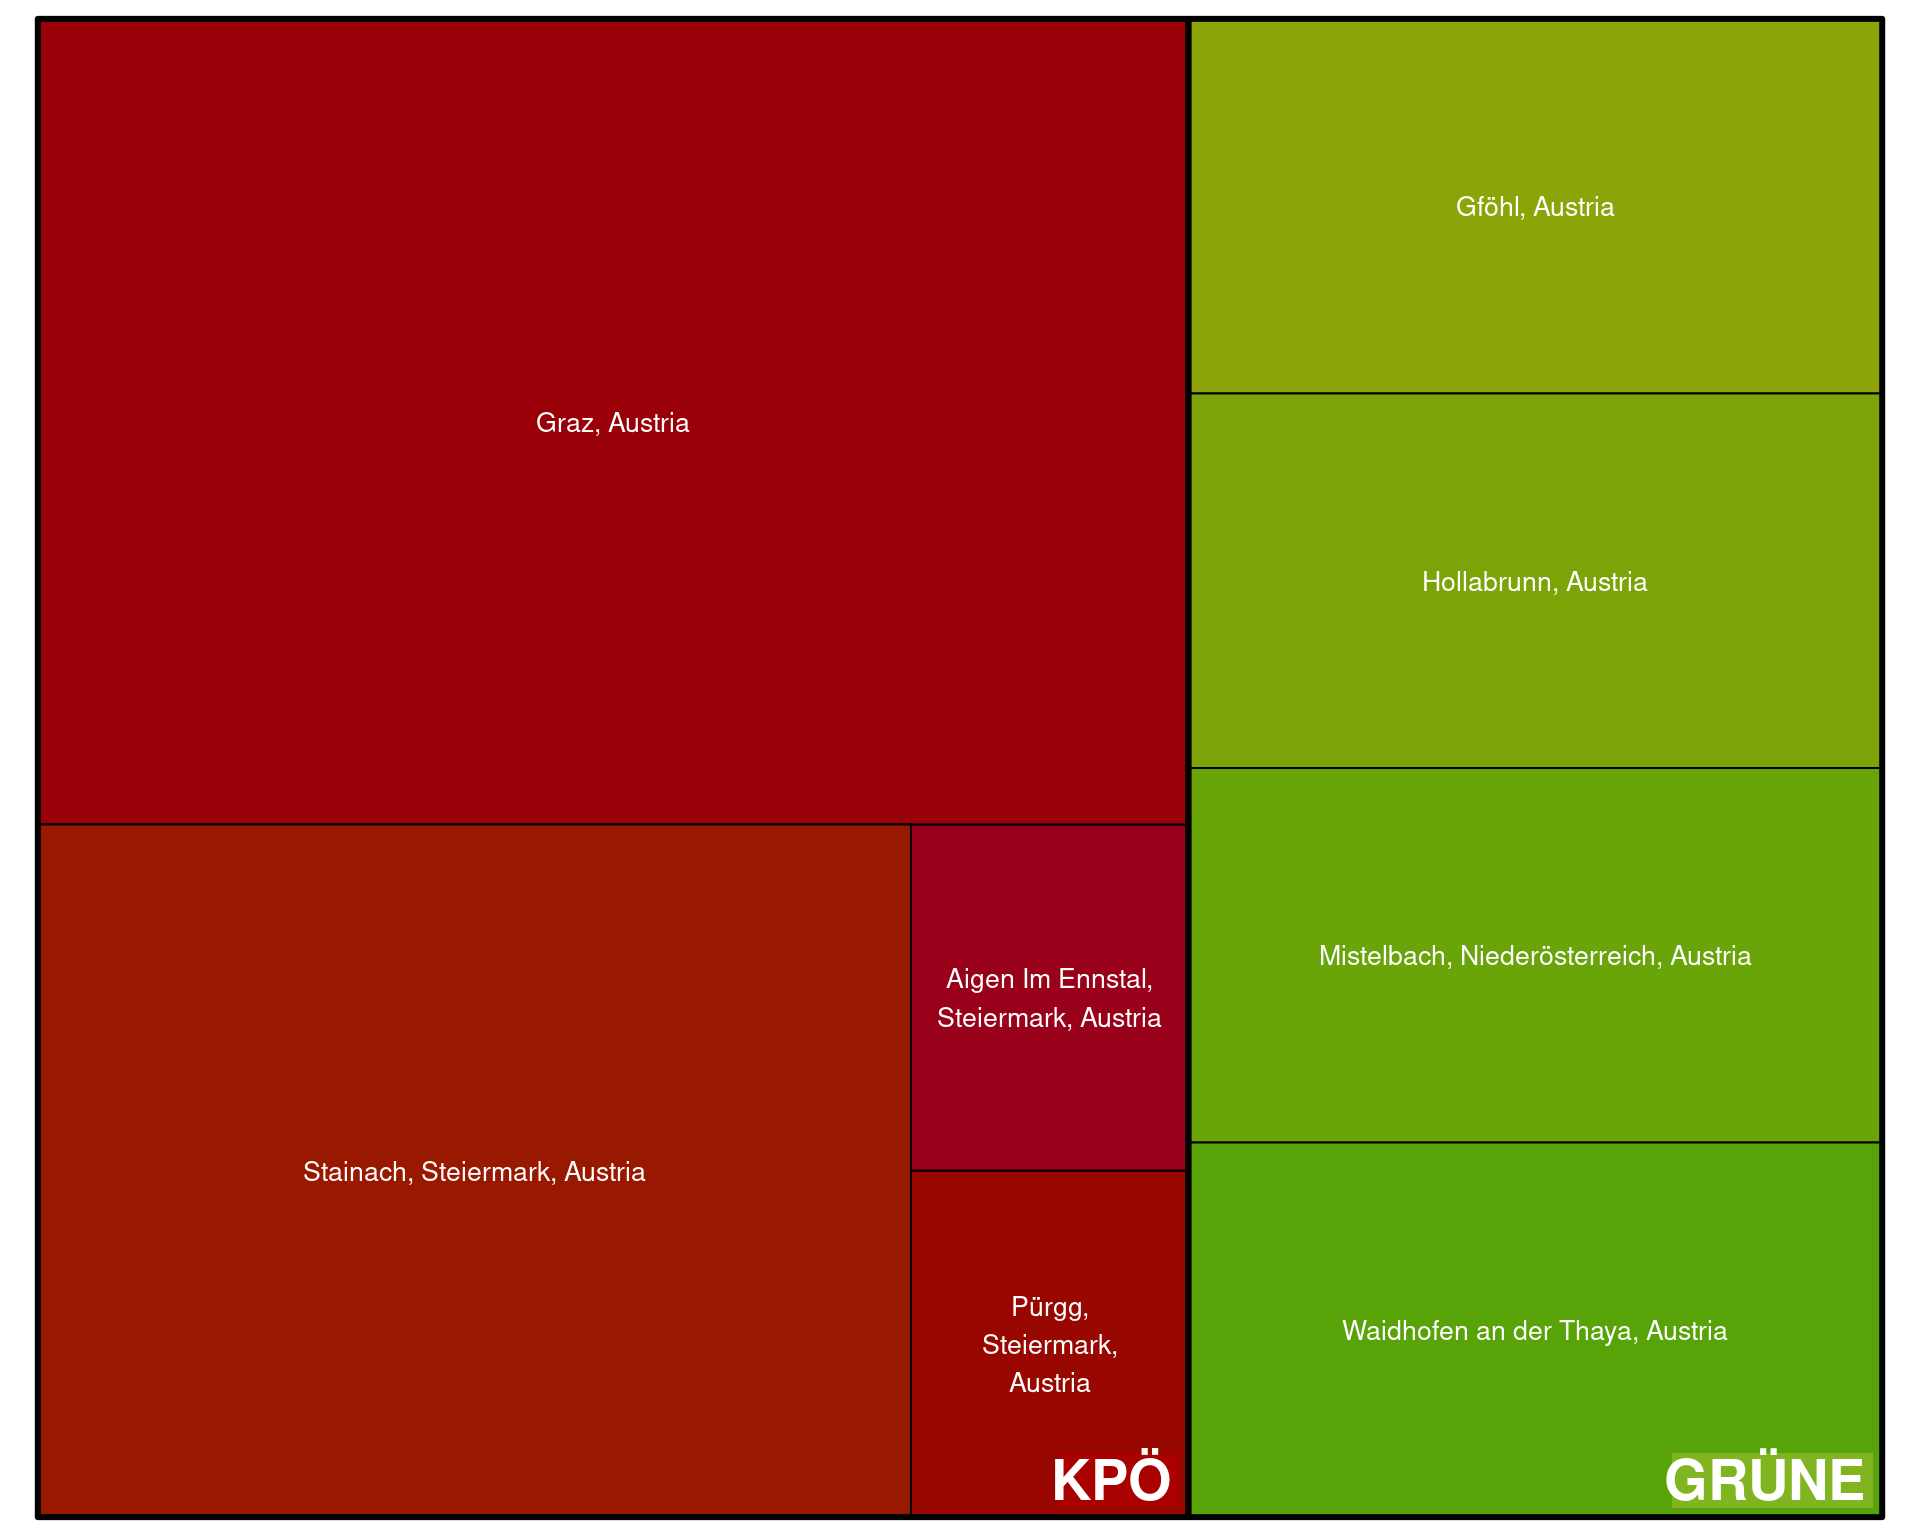 Graz, Austria
Stainach, Steiermark, Austria
Aigen Im Ennstal,
Steiermark, Austria
Pürgg,
Steiermark,
Austria
KPÖ
Gföhl, Austria
Hollabrunn, Austria
Mistelbach, Niederösterreich, Austria
Waidhofen an der Thaya, Austria
GRÜNE